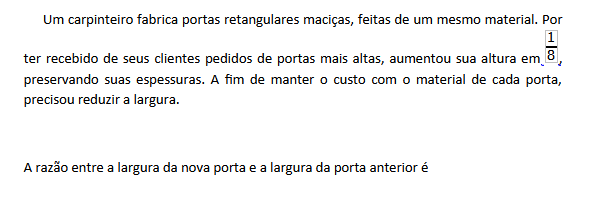 Um carpinteiro fabrica portas retangulares maciças, feitas de um mesmo material. Por
ter recebido de seus clientes pedidos de portas mais altas, aumentou sua altura em 1/8,
preservando suas espessuras. A fim de manter o custo com o material de cada porta,
precisou reduzir a largura.
A razão entre a largura da nova porta e a largura da porta anterior é